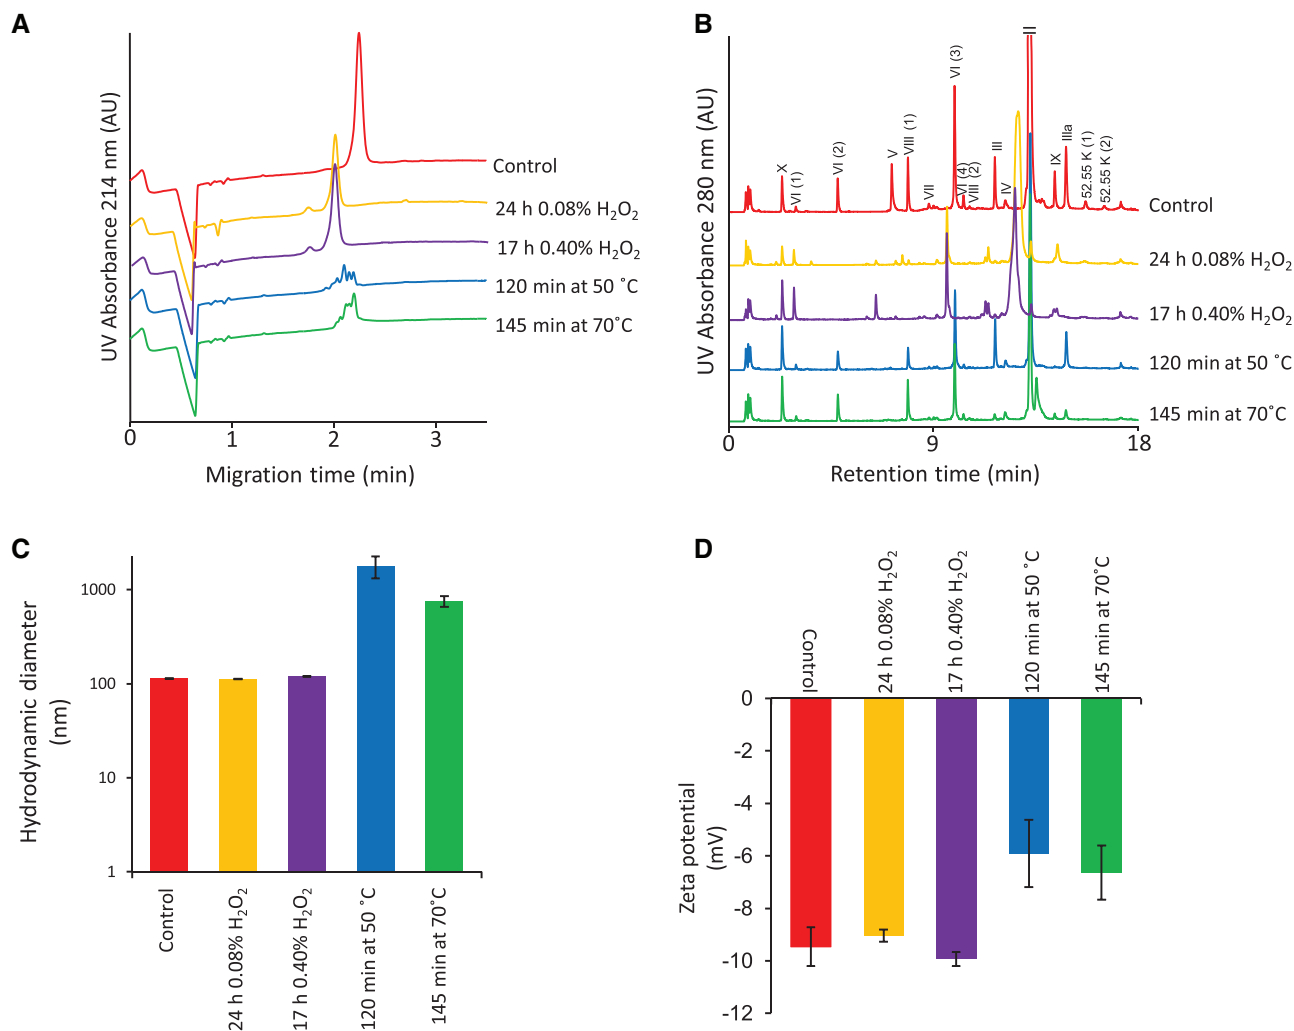 A
UV Absorbance 214 nm (AU)
Control
24 h 0.08% H₂O₂
17 h 0.40% H₂O₂
120 min at 50 ˚C
145 min at 70˚C
0 1 2 3
Migration time (min)
B
UV Absorbance 280 nm (AU)
X
VI (1)
VI (2)
V
VIII (1)
VII
VI (3)
VI (4)
VIII (2)
III
IV
II
IX
IIIa
52.55 K (1)
52.55 K (2)
Control
24 h 0.08% H₂O₂
17 h 0.40% H₂O₂
120 min at 50 ˚C
145 min at 70˚C
0 9 18
Retention time (min)
C
Hydrodynamic diameter
(nm)
1000
100
10
1
Control
24 h 0.08% H₂O₂
17 h 0.40% H₂O₂
120 min at 50 ˚C
145 min at 70˚C
D
Control
24 h 0.08% H₂O₂
17 h 0.40% H₂O₂
120 min at 50 ˚C
145 min at 70˚C
Zeta potential
(mV)
0
-2
-4
-6
-8
-10
-12